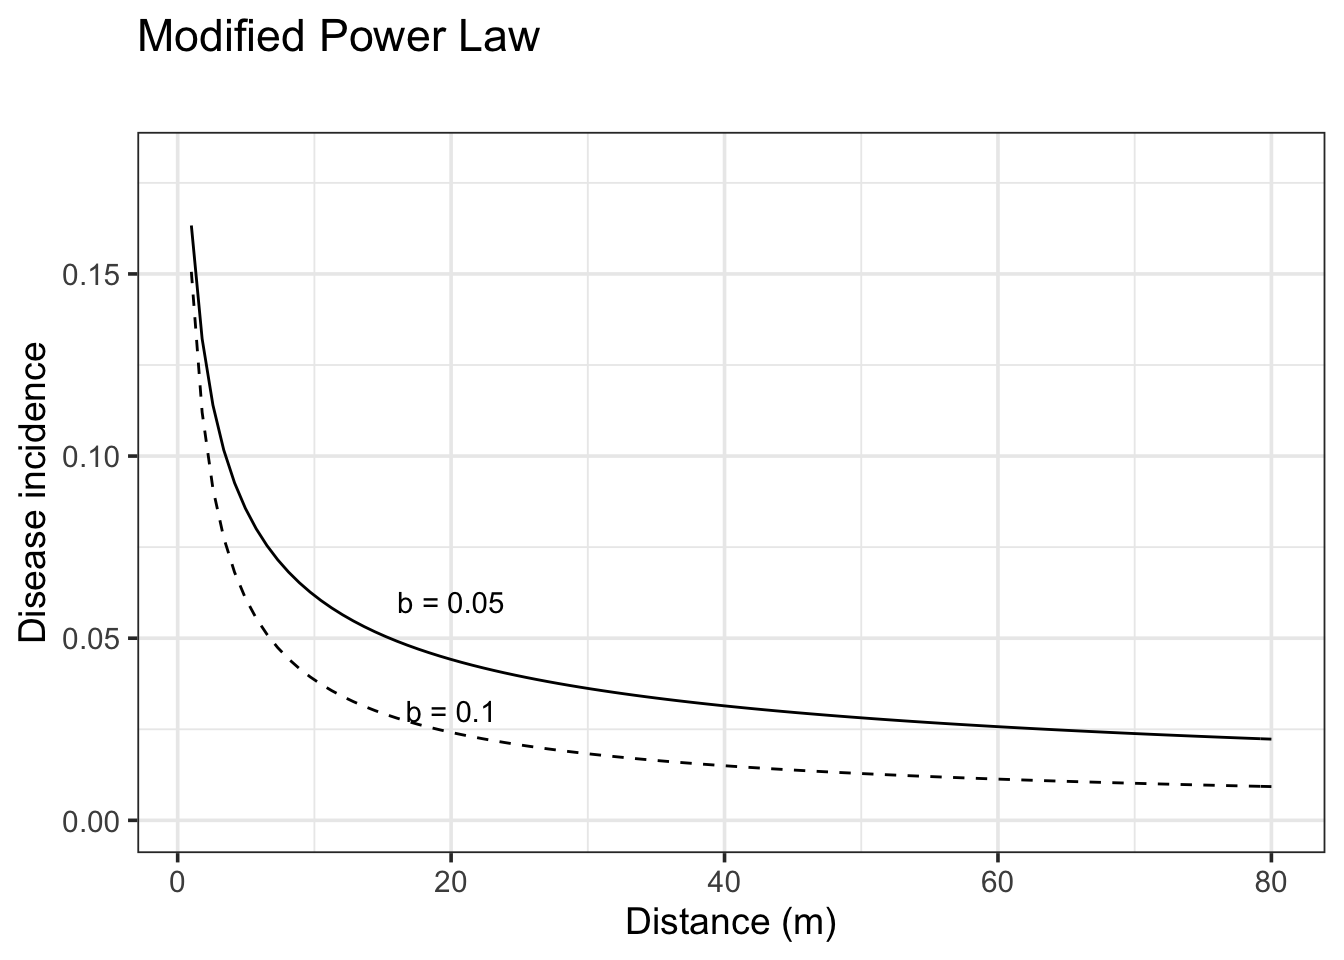 Modified Power Law
Disease incidence
0.15
0.10
0.05
0.00
b = 0.05
b = 0.1
0 20 40 60 80
Distance (m)